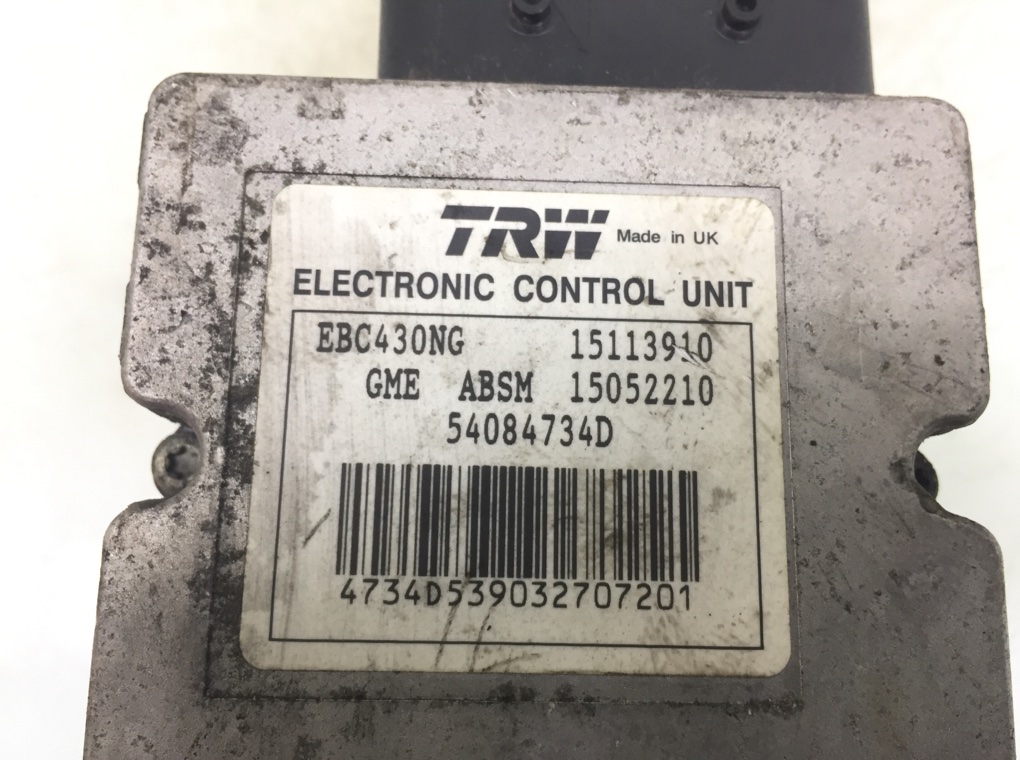 TRW Made in UK
ELECTRONIC CONTROL UNIT
EBC430NG 15113910
GME ABSM 15052210
54084734D
4734D539032707201